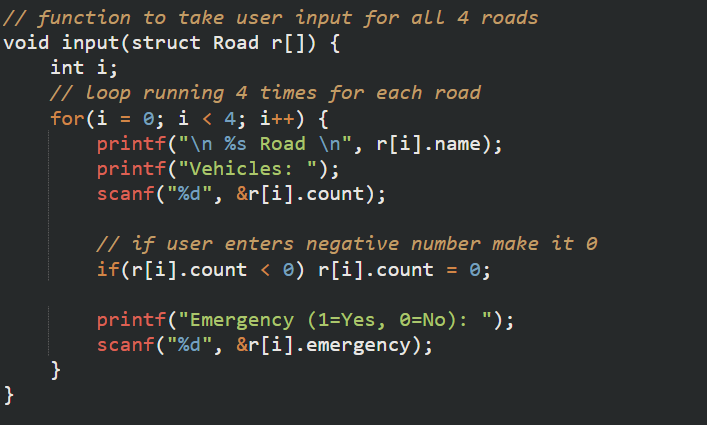 // function to take user input for all 4 roads
void input(struct Road r[]) {
    int i;
    // loop running 4 times for each road
    for(i = 0; i < 4; i++) {
        printf("\n %s Road \n", r[i].name);
        printf("Vehicles: ");
        scanf("%d", &r[i].count);

        // if user enters negative number make it 0
        if(r[i].count < 0) r[i].count = 0;

        printf("Emergency (1=Yes, 0=No): ");
        scanf("%d", &r[i].emergency);
    }
}